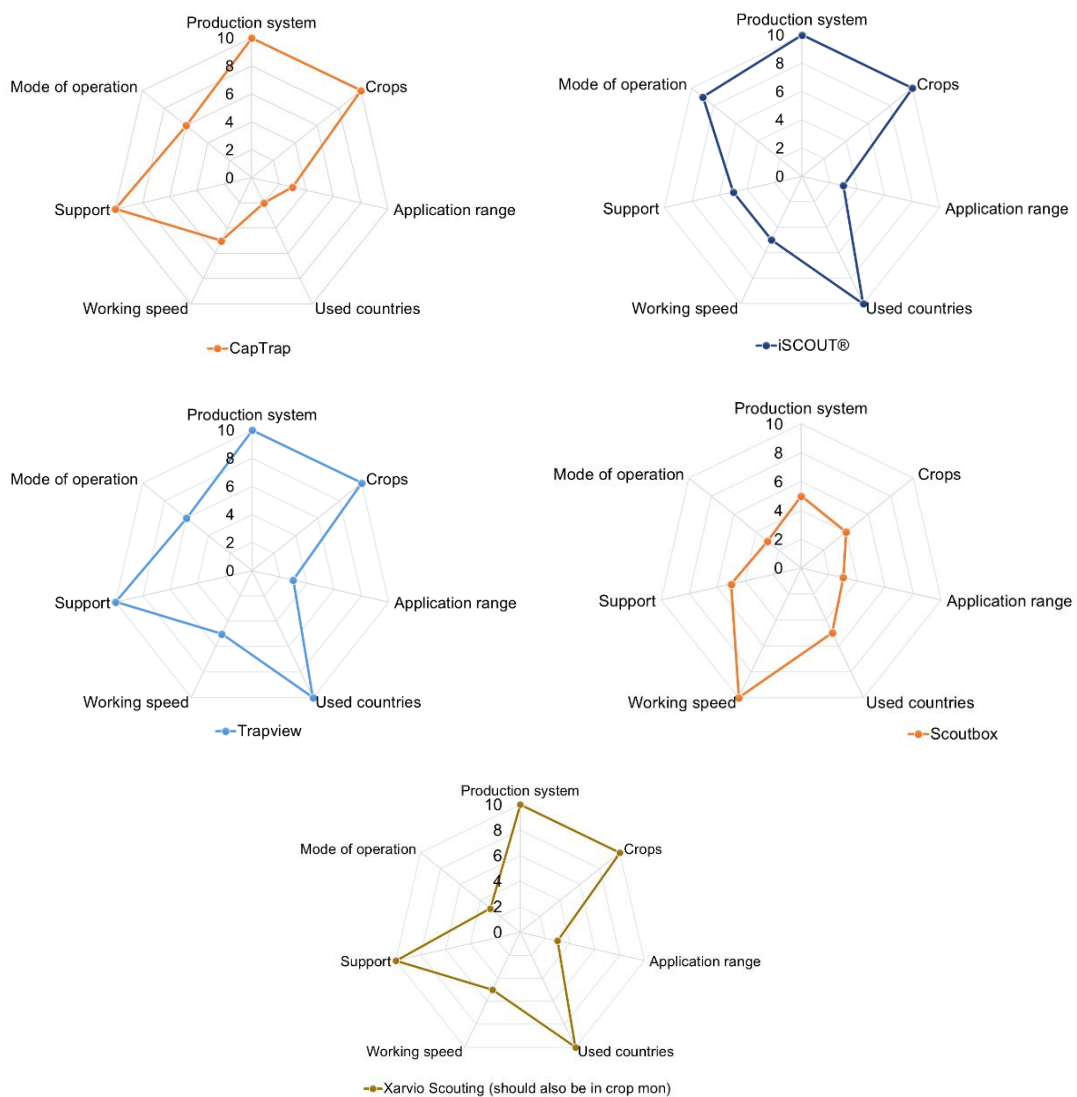 Production system
10
8
6
4
2
0
Crops
Application range
Used countries
Working speed
Support
Mode of operation
CapTrap
Production system
10
8
6
4
2
0
Crops
Application range
Used countries
Working speed
Support
Mode of operation
iSCOUT®
Production system
10
8
6
4
2
0
Crops
Application range
Used countries
Working speed
Support
Mode of operation
Trapview
Production system
10
8
6
4
2
0
Crops
Application range
Used countries
Working speed
Support
Mode of operation
Scoutbox
Production system
10
8
6
4
2
0
Crops
Application range
Used countries
Working speed
Support
Mode of operation
Xarvio Scouting (should also be in crop mon)